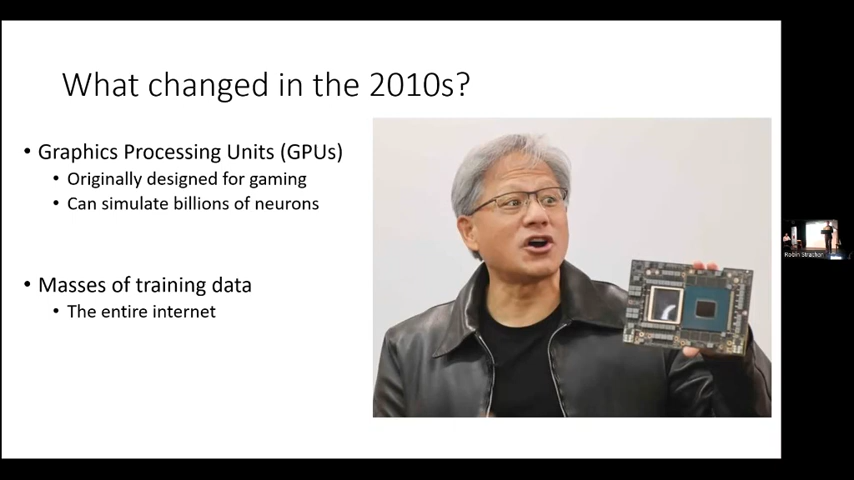 What changed in the 2010s?
• Graphics Processing Units (GPUs)
• Originally designed for gaming
• Can simulate billions of neurons
• Masses of training data
• The entire internet
Robin Strachan